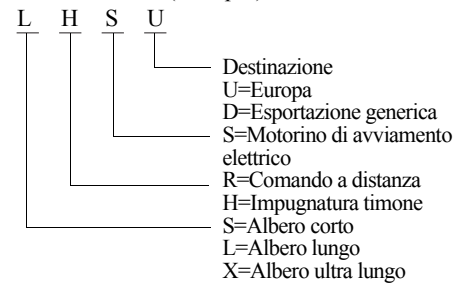 L H S U
Destinazione
U=Europa
D=Esportazione generica
S=Motorino di avviamento
elettrico
R=Comando a distanza
H=Impugnatura timone
S=Albero corto
L=Albero lungo
X=Albero ultra lungo